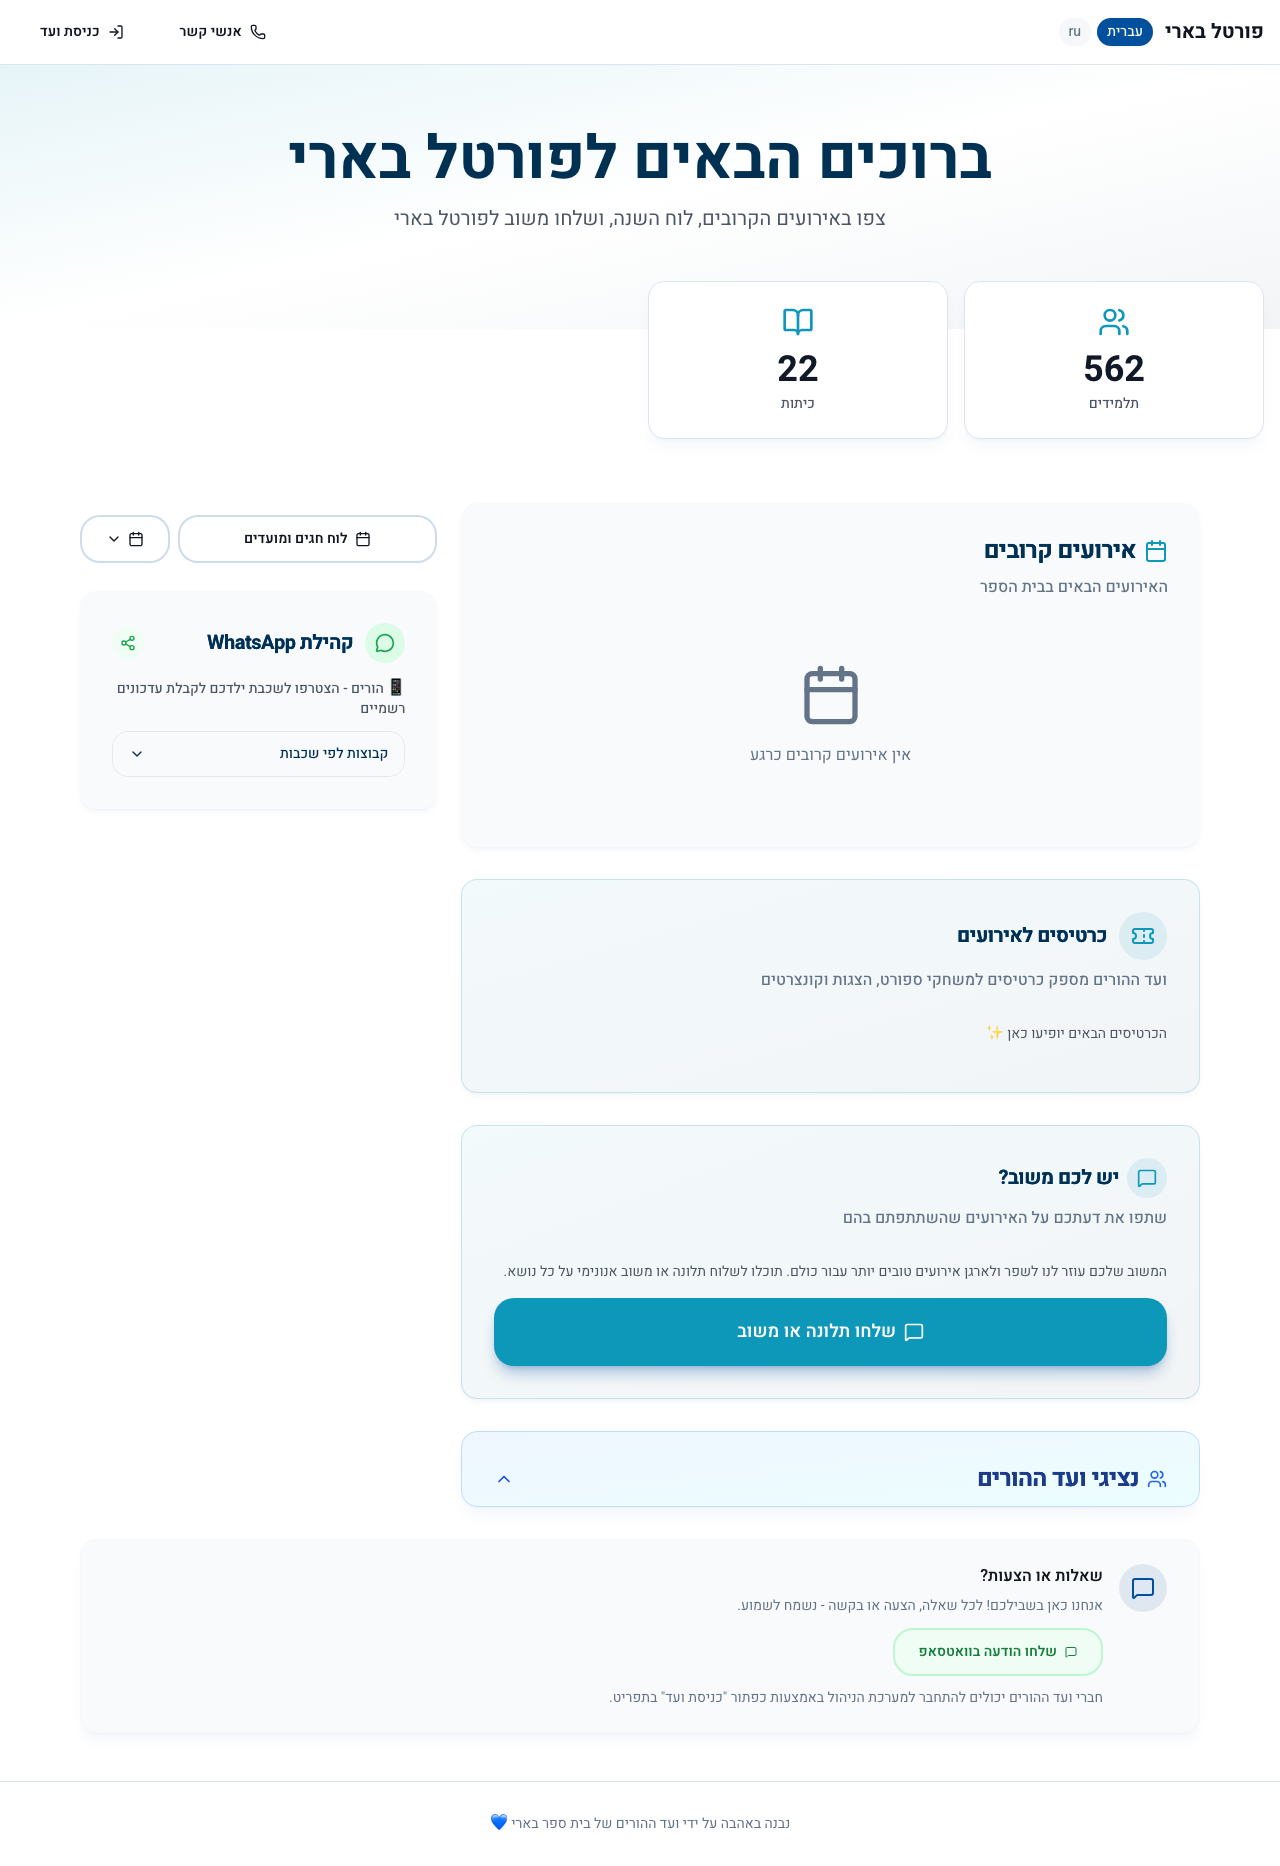 פורטל בארי
עברית
ru
אנשי קשר
כניסת ועד
ברוכים הבאים לפורטל בארי
צפו באירועים הקרובים, לוח השנה, ושלחו משוב לפורטל בארי
562
תלמידים
22
כיתות
אירועים קרובים
האירועים הבאים בבית הספר
אין אירועים קרובים כרגע
לוח חגים ומועדים
קהילת WhatsApp
📱 הורים - הצטרפו לשכבת ילדכם לקבלת עדכונים
רשמיים
קבוצות לפי שכבות
כרטיסים לאירועים
ועד ההורים מספק כרטיסים למשחקי ספורט, הצגות וקונצרטים
הכרטיסים הבאים יופיעו כאן ✨
יש לכם משוב?
שתפו את דעתכם על האירועים שהשתתפתם בהם
המשוב שלכם עוזר לנו לשפר ולארגן אירועים טובים יותר עבור כולם. תוכלו לשלוח תלונה או משוב אנונימי על כל נושא.
שלחו תלונה או משוב
נציגי ועד ההורים
שאלות או הצעות?
אנחנו כאן בשבילכם! לכל שאלה, הצעה או בקשה - נשמח לשמוע.
שלחו הודעה בוואטסאפ
חברי ועד ההורים יכולים להתחבר למערכת הניהול באמצעות כפתור "כניסת ועד" בתפריט.
נבנה באהבה על ידי ועד ההורים של בית ספר בארי 💙